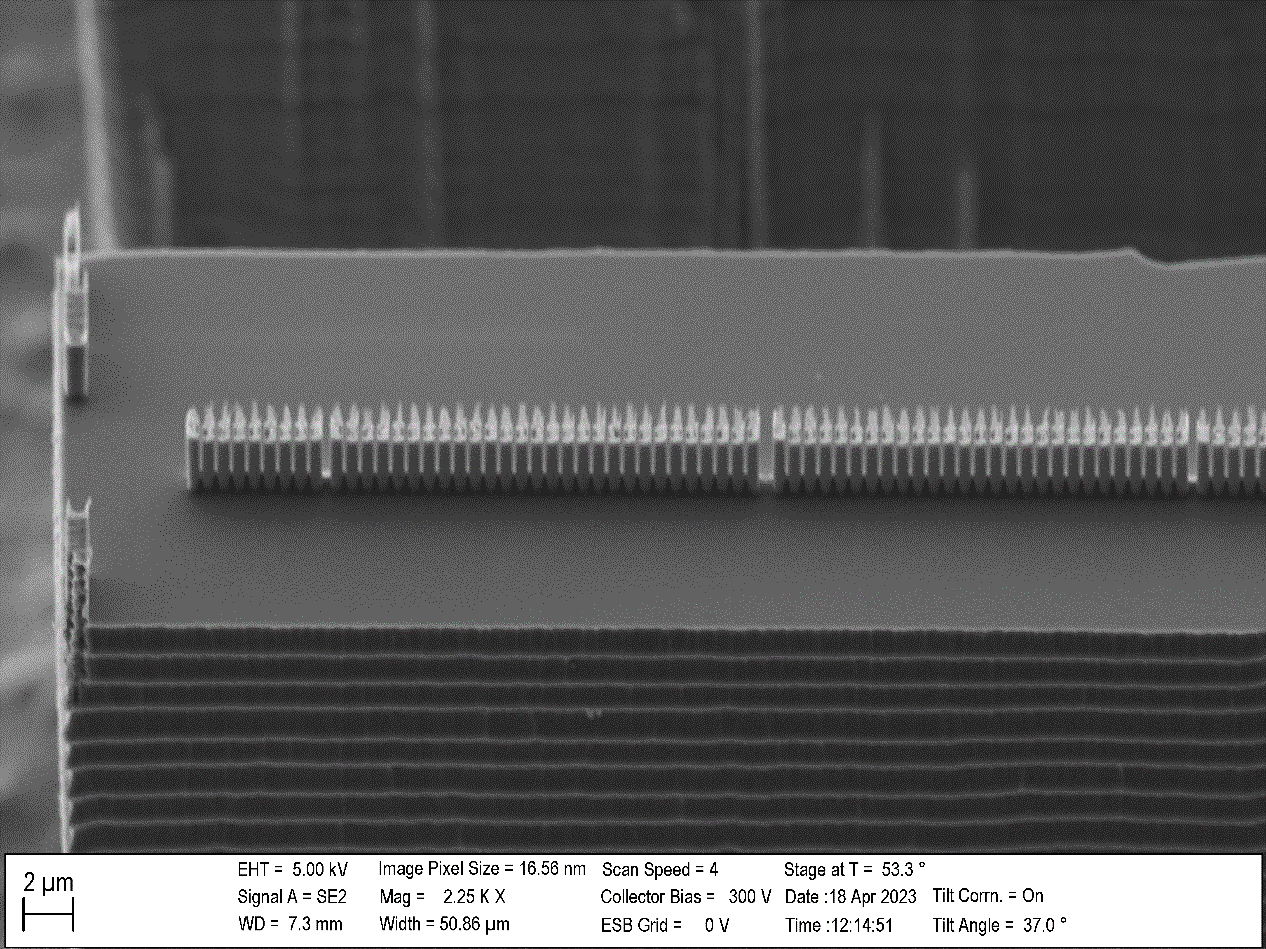 2 µm
EHT = 5.00 kV Image Pixel Size = 16.56 nm Scan Speed = 4 Stage at T = 53.3 °
Signal A = SE2 Mag = 2.25 K X Collector Bias = 300 V Date :18 Apr 2023 Tilt Corrn. = On
WD = 7.3 mm Width = 50.86 µm ESB Grid = 0 V Time :12:14:51 Tilt Angle = 37.0 °